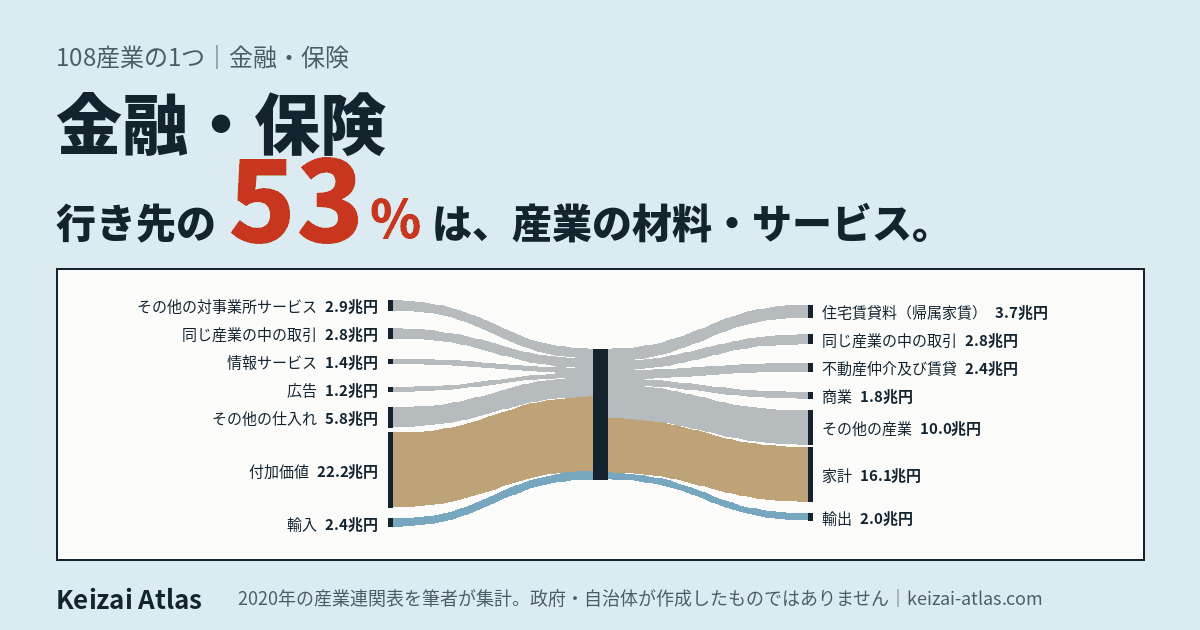 108産業の1つ｜金融・保険
金融・保険
行き先の 53% は、産業の材料・サービス。
その他の対事業所サービス 2.9兆円
同じ産業の中の取引 2.8兆円
情報サービス 1.4兆円
広告 1.2兆円
その他の仕入れ 5.8兆円
付加価値 22.2兆円
輸入 2.4兆円
住宅賃貸料（帰属家賃） 3.7兆円
同じ産業の中の取引 2.8兆円
不動産仲介及び賃貸 2.4兆円
商業 1.8兆円
その他の産業 10.0兆円
家計 16.1兆円
輸出 2.0兆円
Keizai Atlas 2020年の産業連関表を筆者が集計。政府・自治体が作成したものではありません｜keizai-atlas.com